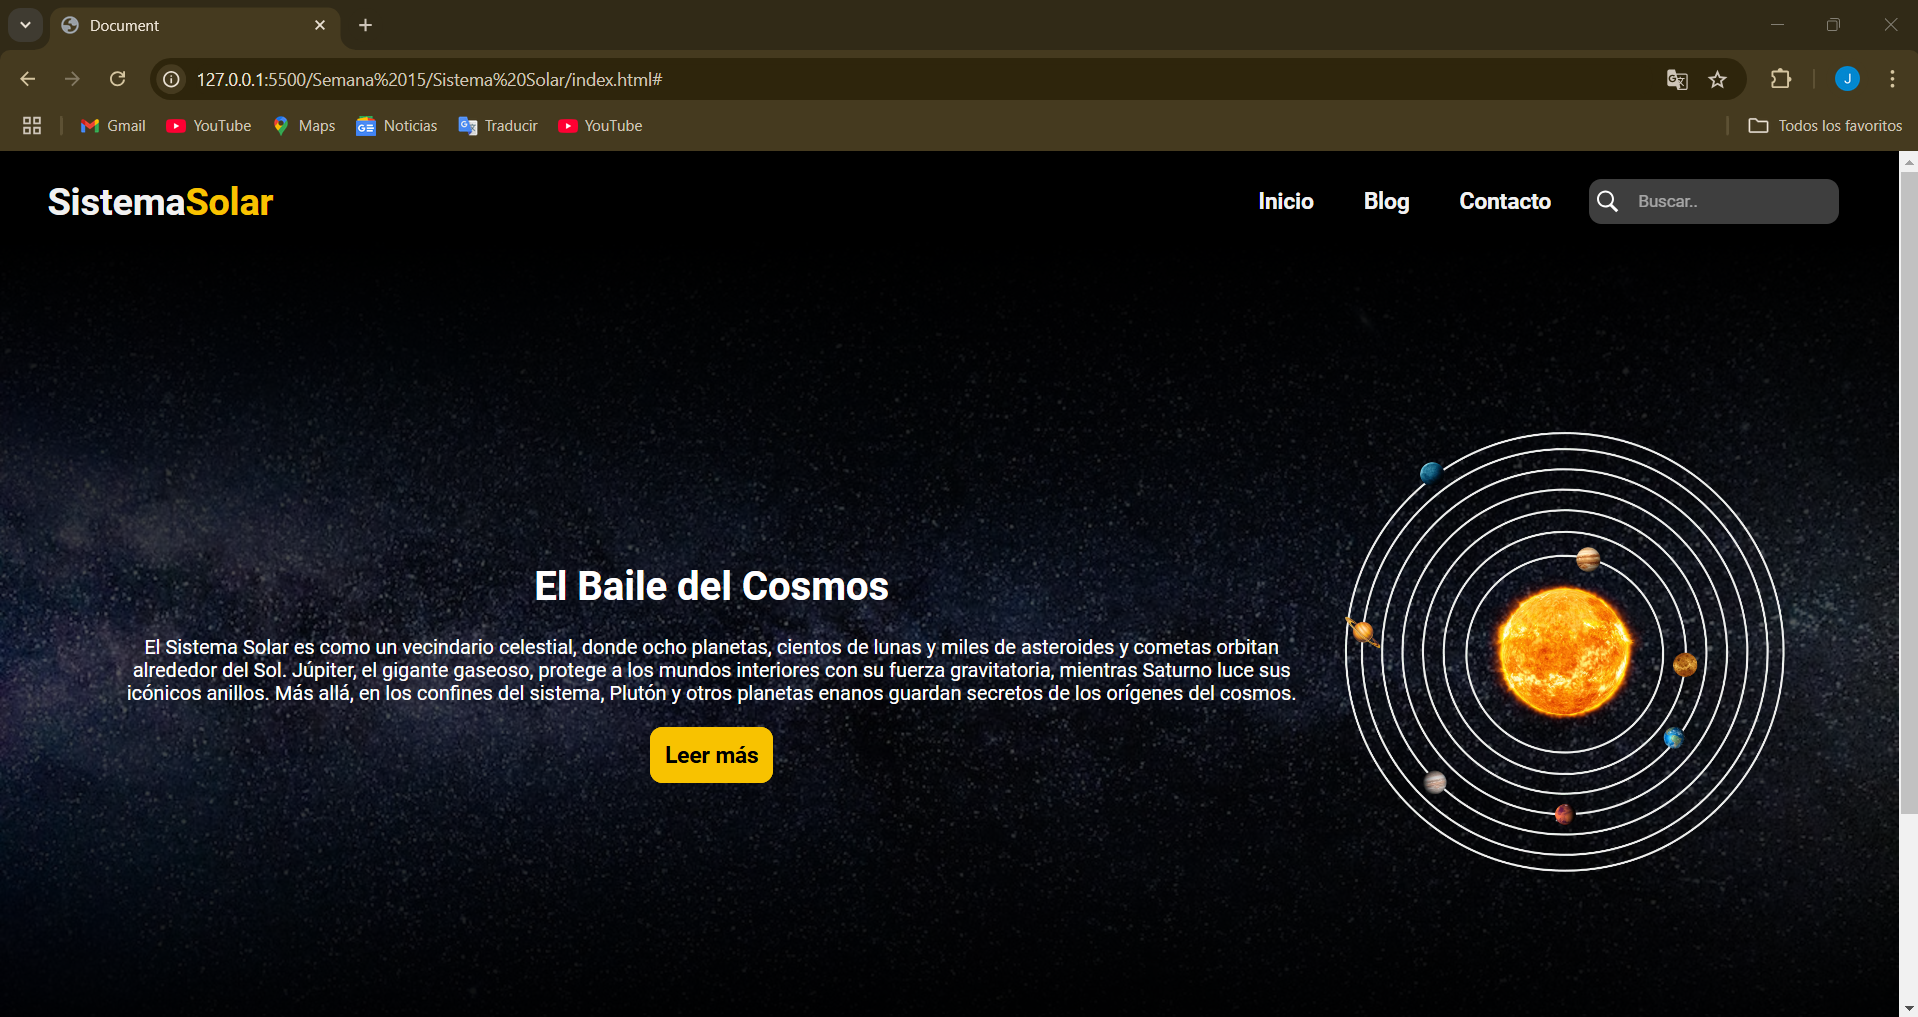 Document
127.0.0.1:5500/Semana%2015/Sistema%20Solar/index.html#
J
Gmail
YouTube
Maps
Noticias
Traducir
YouTube
Todos los favoritos
SistemaSolar
Inicio
Blog
Contacto
Buscar..
El Baile del Cosmos
El Sistema Solar es como un vecindario celestial, donde ocho planetas, cientos de lunas y miles de asteroides y cometas orbitan
alrededor del Sol. Júpiter, el gigante gaseoso, protege a los mundos interiores con su fuerza gravitatoria, mientras Saturno luce sus
icónicos anillos. Más allá, en los confines del sistema, Plutón y otros planetas enanos guardan secretos de los orígenes del cosmos.
Leer más